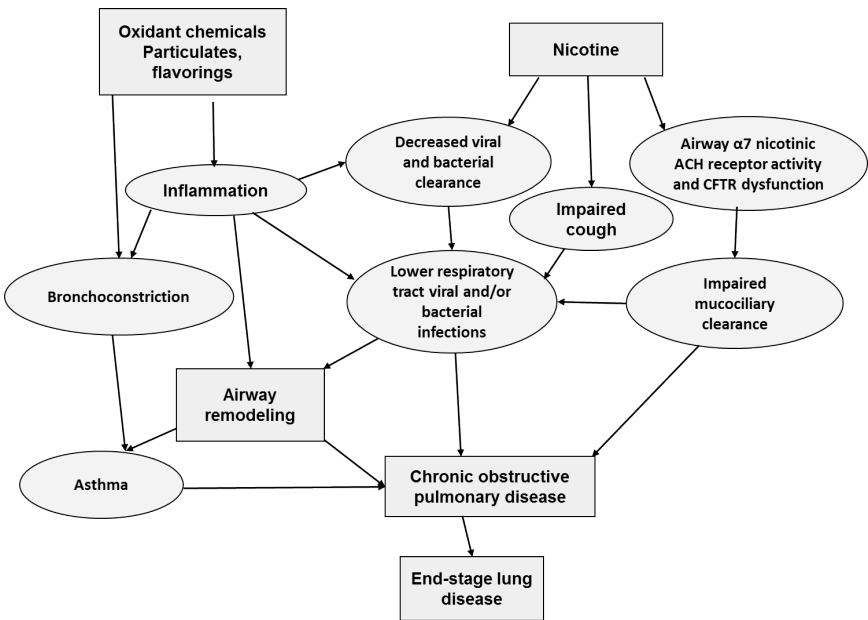 Oxidant chemicals
Particulates,
flavorings
Nicotine
Decreased viral
and bacterial
clearance
Airway α7 nicotinic
ACH receptor activity
and CFTR dysfunction
Inflammation
Impaired
cough
Bronchoconstriction
Lower respiratory
tract viral and/or
bacterial
infections
Impaired
mucociliary
clearance
Airway
remodeling
Asthma
Chronic obstructive
pulmonary disease
End-stage lung
disease